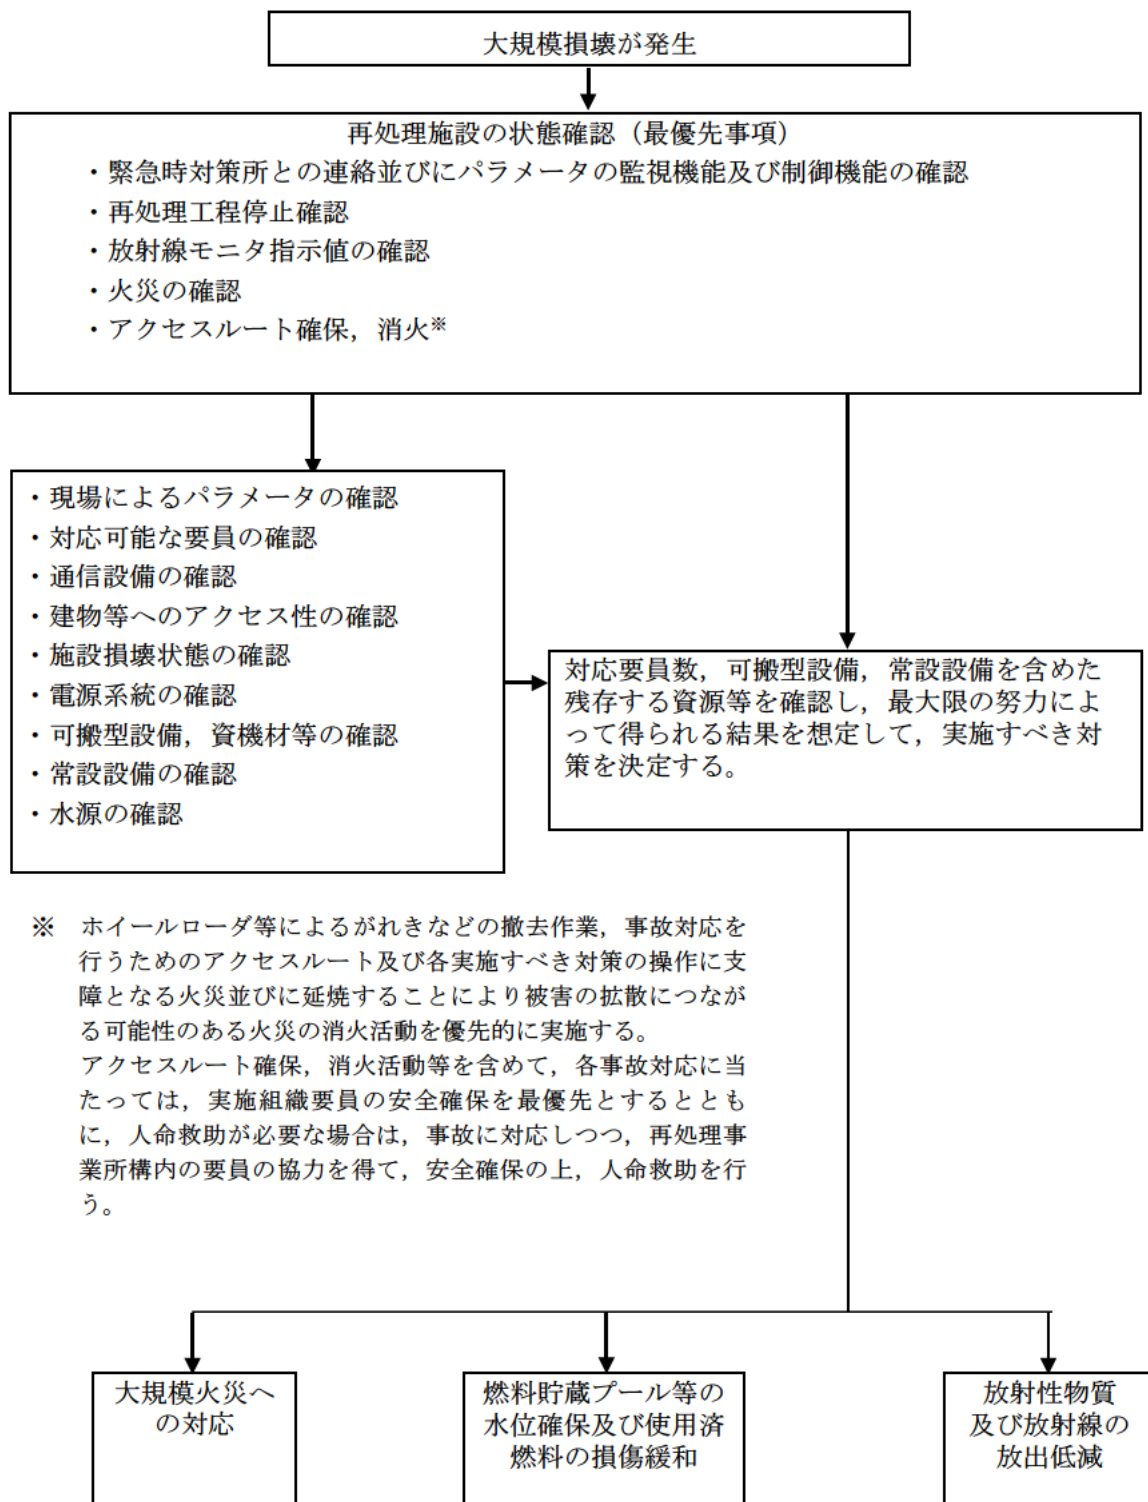 大規模損壊が発生
再処理施設の状態確認（最優先事項）
・緊急時対策所との連絡並びにパラメータの監視機能及び制御機能の確認
・再処理工程停止確認
・放射線モニタ指示値の確認
・火災の確認
・アクセスルート確保，消火※
・現場によるパラメータの確認
・対応可能な要員の確認
・通信設備の確認
・建物等へのアクセス性の確認
・施設損壊状態の確認
・電源系統の確認
・可搬型設備，資機材等の確認
・常設設備の確認
・水源の確認
対応要員数，可搬型設備，常設設備を含めた
残存する資源等を確認し，最大限の努力によ
って得られる結果を想定して，実施すべき対
策を決定する。
※　ホイールローダ等によるがれきなどの撤去作業，事故対応を
行うためのアクセスルート及び各実施すべき対策の操作に支
障となる火災並びに延焼することにより被害の拡散につなが
る可能性のある火災の消火活動を優先的に実施する。
アクセスルート確保，消火活動等を含めて，各事故対応に当
たっては，実施組織要員の安全確保を最優先とするととも
に，人命救助が必要な場合は，事故に対応しつつ，再処理事
業所構内の要員の協力を得て，安全確保の上，人命救助を行
う。
大規模火災へ
の対応
燃料貯蔵プール等の
水位確保及び使用済
燃料の損傷緩和
放射性物質
及び放射線の
放出低減